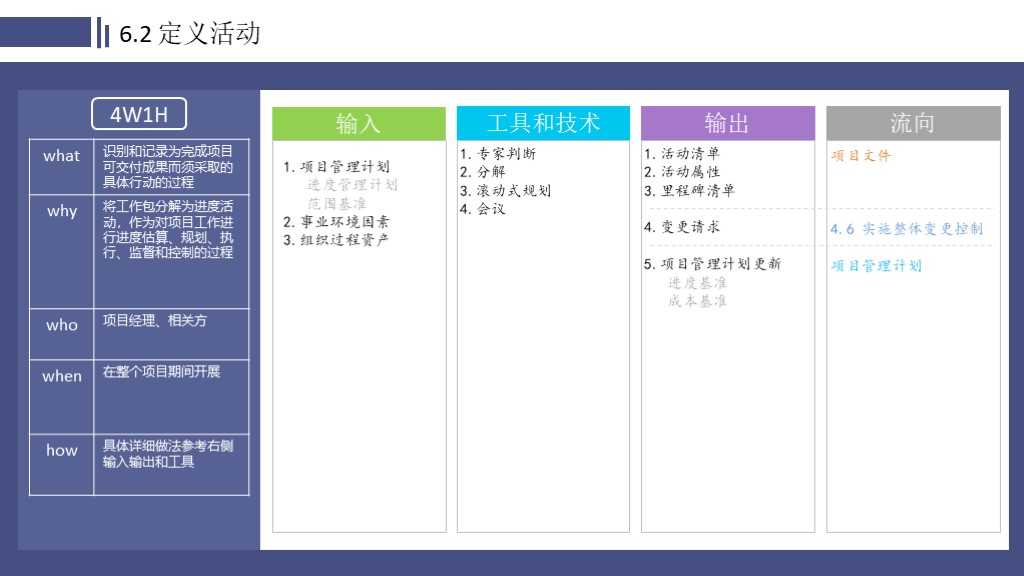 6.2 定义活动
4W1H
what
识别和记录为完成项目
可交付成果而须采取的
具体行动的过程
why
将工作包分解为进度活
动，作为对项目工作进
行进度估算、规划、执
行、监督和控制的过程
who
项目经理、相关方
when
在整个项目期间开展
how
具体详细做法参考右侧
输入输出和工具
输入
1. 项目管理计划
进度管理计划
范围基准
2. 事业环境因素
3. 组织过程资产
工具和技术
1. 专家判断
2. 分解
3. 滚动式规划
4. 会议
输出
1. 活动清单
2. 活动属性
3. 里程碑清单
4. 变更请求
5. 项目管理计划更新
进度基准
成本基准
流向
项目文件
4.6 实施整体变更控制
项目管理计划